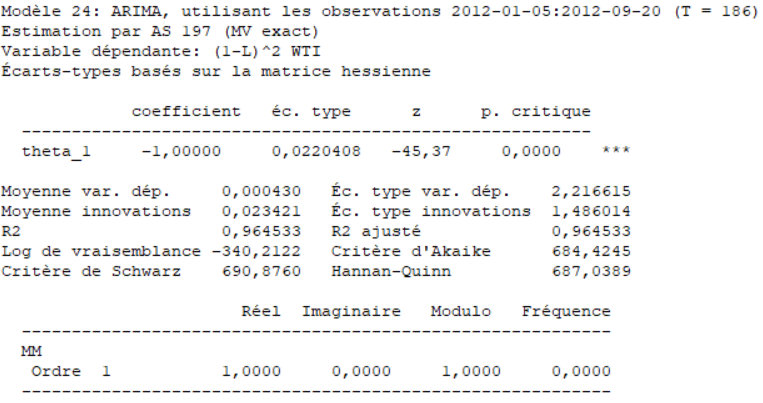 Modèle 24: ARIMA, utilisant les observations 2012-01-05:2012-09-20 (T = 186)
Estimation par AS 197 (MV exact)
Variable dépendante: (1-L)^2 WTI
Écarts-types basés sur la matrice hessienne
coefficient éc. type z p. critique
---------------------------------------------------------------
theta_1 -1,00000 0,0220408 -45,37 0,0000 ***
Moyenne var. dép. 0,000430 Éc. type var. dép. 2,216615
Moyenne innovations 0,023421 Éc. type innovations 1,486014
R2 0,964533 R2 ajusté 0,964533
Log de vraisemblance -340,2122 Critère d'Akaike 684,4245
Critère de Schwarz 690,8760 Hannan-Quinn 687,0389
Réel Imaginaire Modulo Fréquence
---------------------------------------------------------------
MM
Ordre 1 1,0000 0,0000 1,0000 0,0000
---------------------------------------------------------------